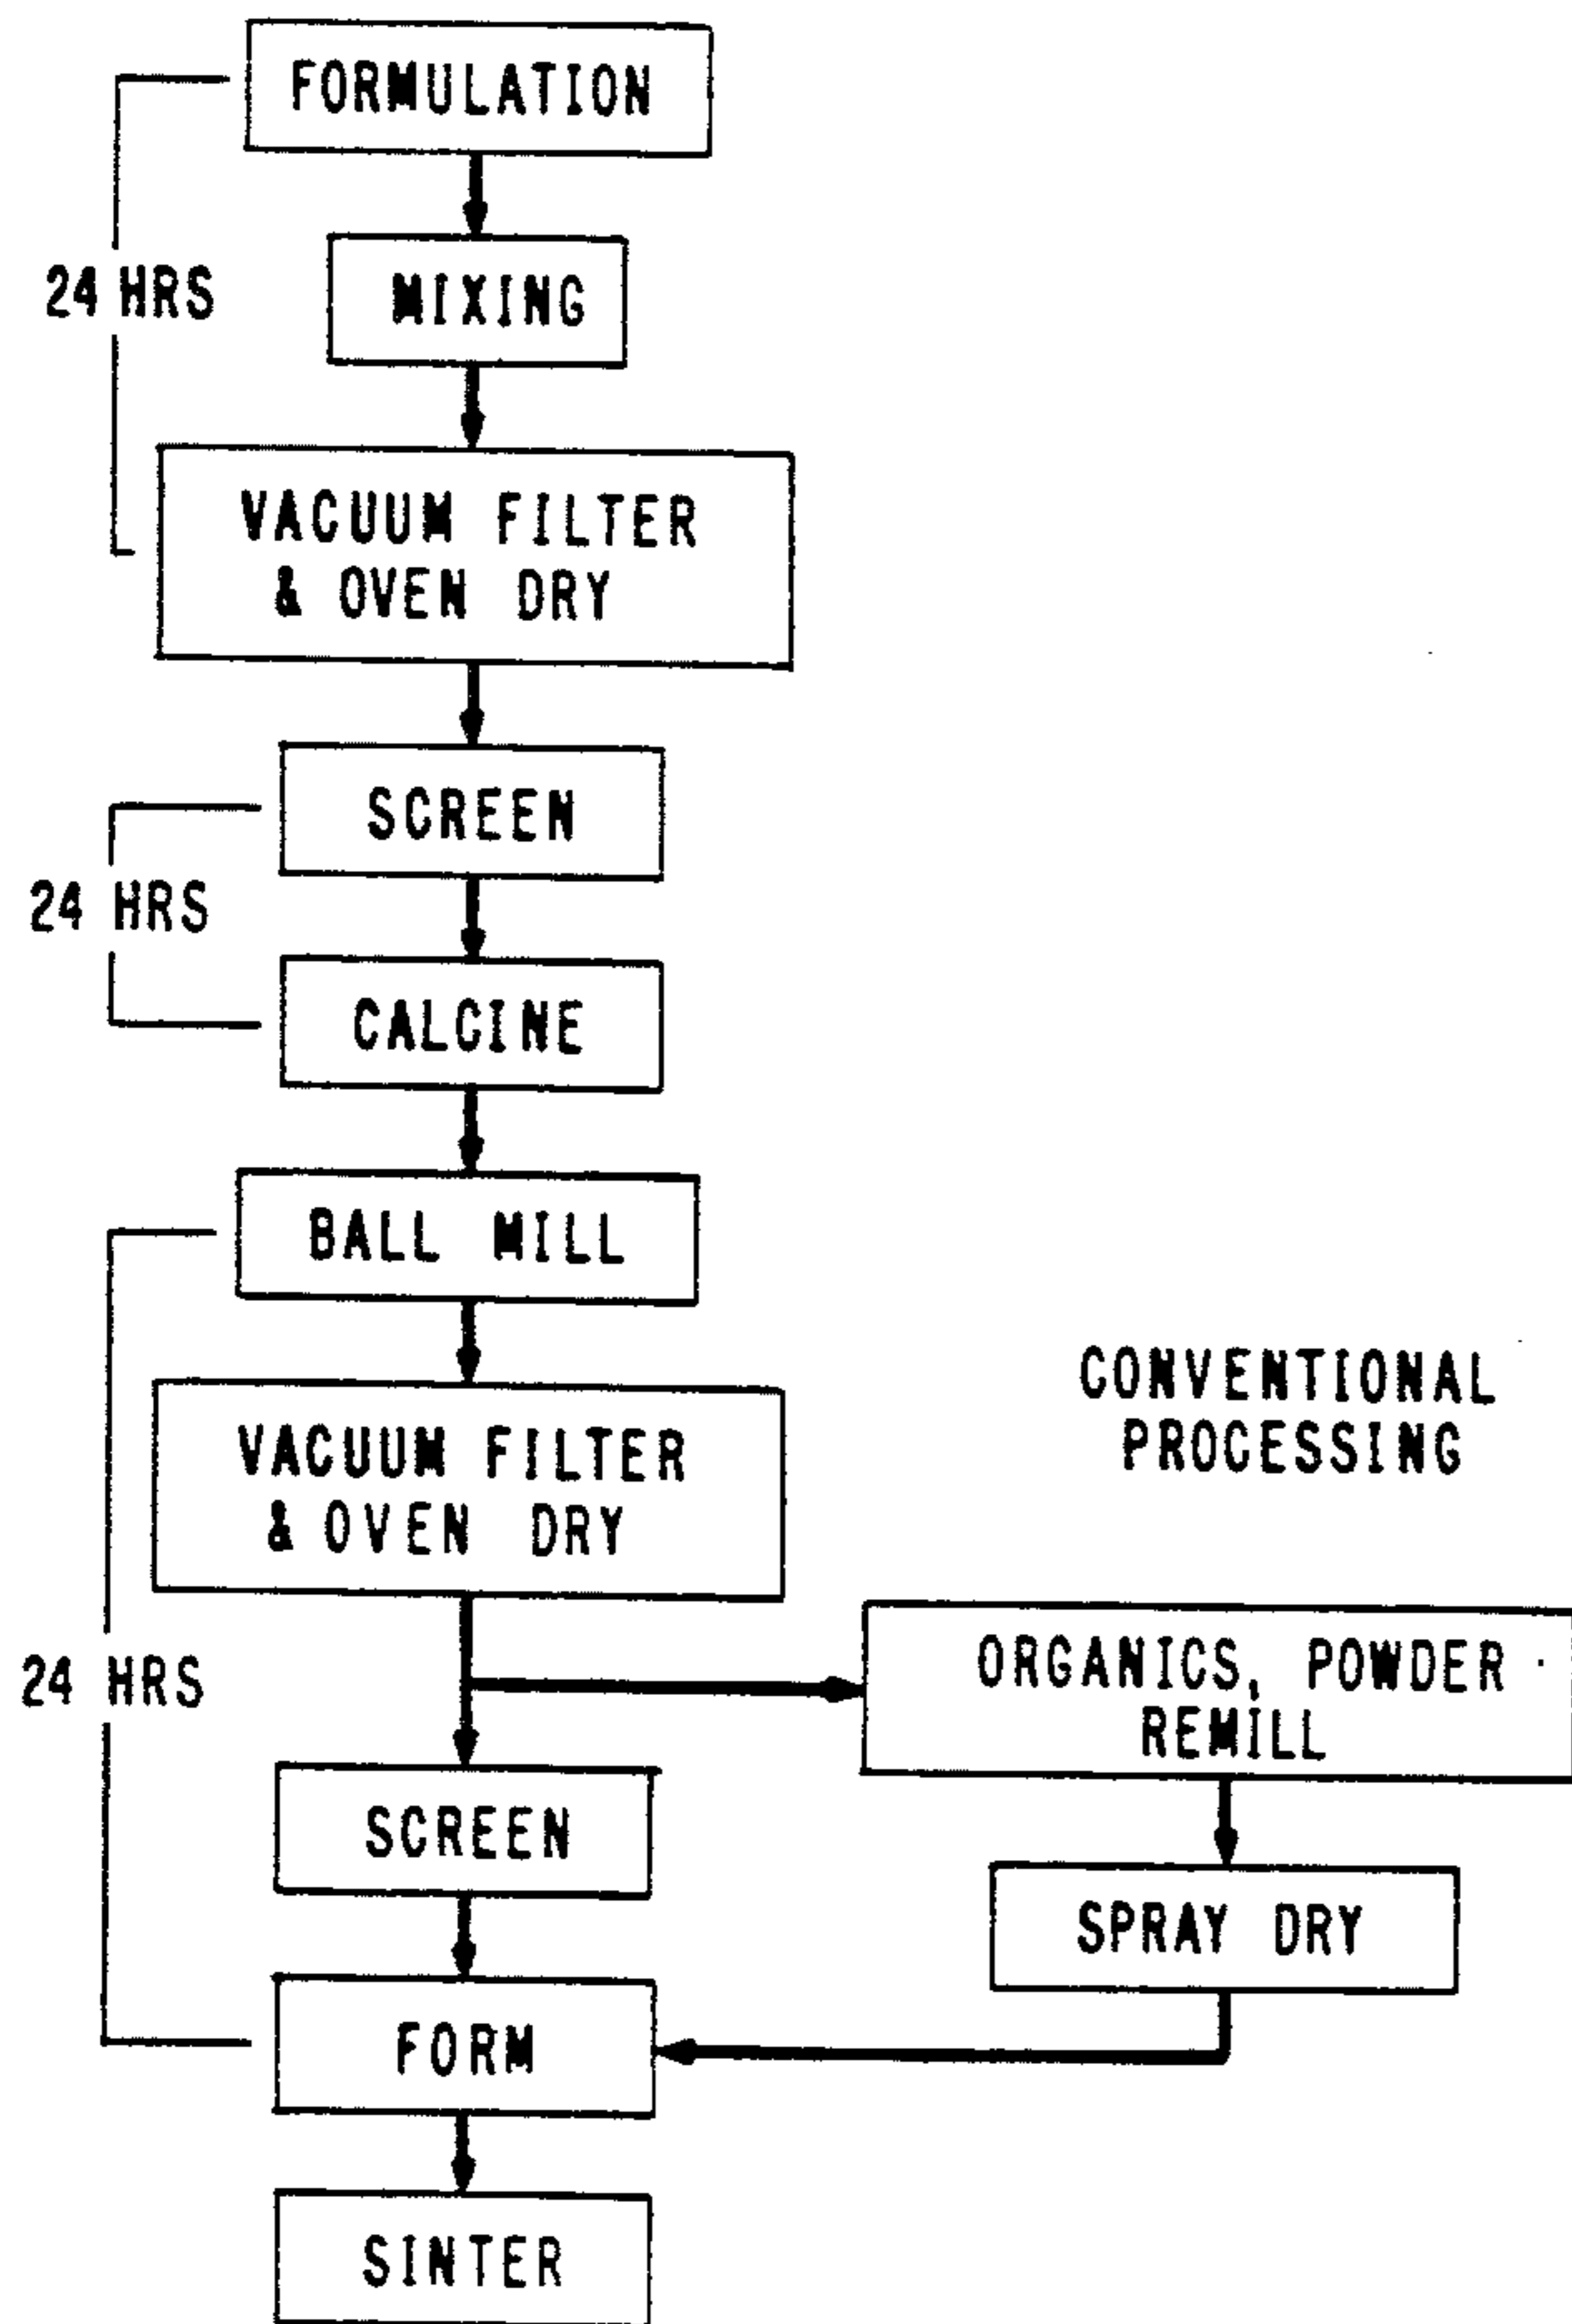 FORMULATION
24 HRS
MIXING
VACUUM FILTER
& OVEN DRY
SCREEN
24 HRS
CALCINE
BALL MILL
VACUUM FILTER
& OVEN DRY
CONVENTIONAL
PROCESSING
24 HRS
ORGANICS, POWDER
REMILL
SCREEN
SPRAY DRY
FORM
SINTER